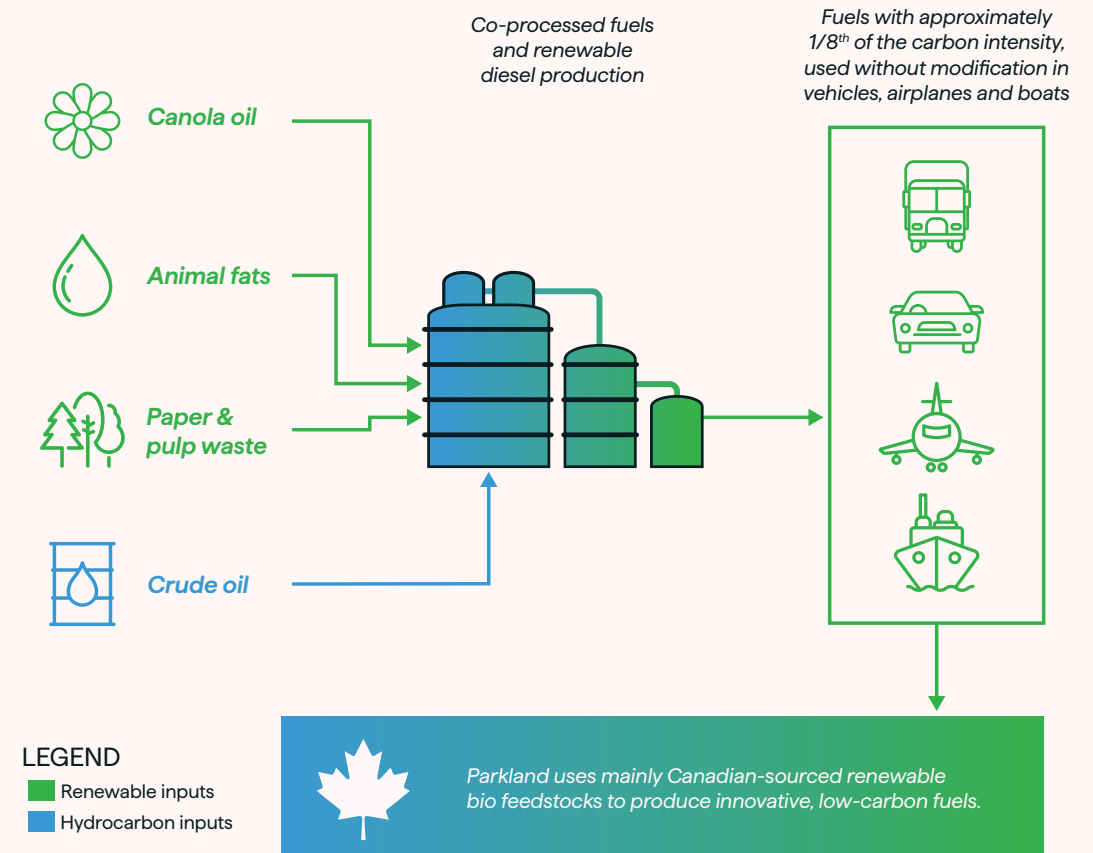 Co-processed fuels
and renewable
diesel production
Fuels with approximately
1/8th of the carbon intensity,
used without modification in
vehicles, airplanes and boats
Canola oil
Animal fats
Paper &
pulp waste
Crude oil
LEGEND
Renewable inputs
Hydrocarbon inputs
Parkland uses mainly Canadian-sourced renewable
bio feedstocks to produce innovative, low-carbon fuels.